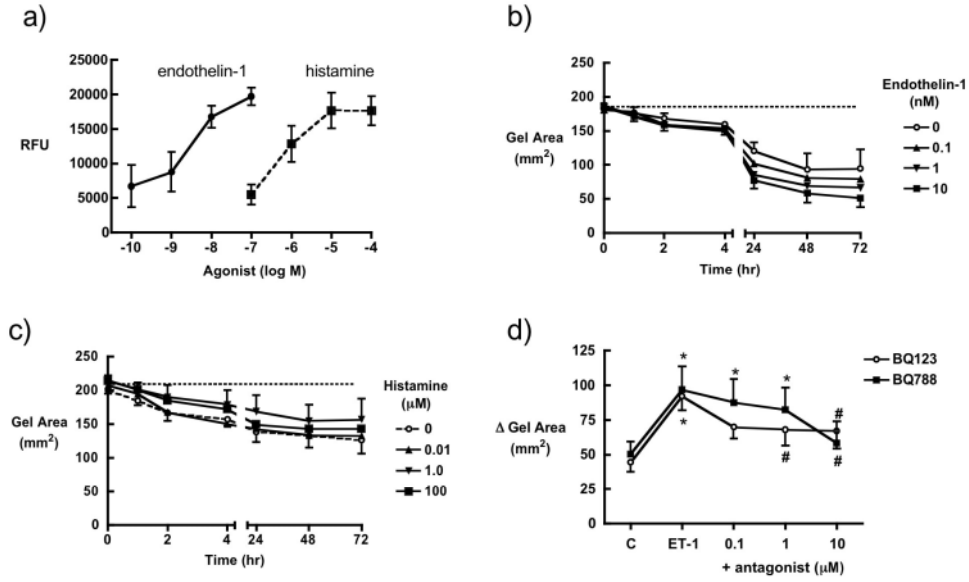 a)
endothelin-1 histamine
25000
20000
15000
10000
5000
0
RFU
-10 -9 -8 -7 -6 -5 -4
Agonist (log M)
b)
250
200
150
100
50
0
Gel Area
(mm²)
0 2 4 24 48 72
Time (hr)
Endothelin-1
(nM)
0
0.1
1
10
c)
250
200
150
100
50
0
Gel Area
(mm²)
0 2 4 24 48 72
Time (hr)
Histamine
(μM)
0
0.01
1.0
100
d)
125
100
75
50
25
0
Δ Gel Area
(mm²)
* * *
*
#
# #
C ET-1 0.1 1 10
+ antagonist (μM)
BQ123
BQ788